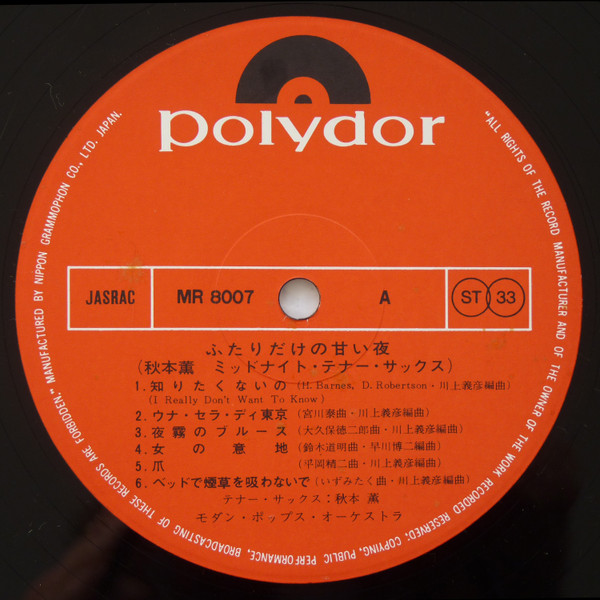 polydor
JASRAC
MR 8007
A
ST 33
ふたりだけの甘い夜
(秋本薫 ミッドナイト・テナー・サックス)
1. 知りたくないの (H. Barnes, D. Robertson・川上義彦編曲)
(I Really Don't Want To Know)
2. ウナ・セラ・ディ東京 (宮川泰曲・川上義彦編曲)
3. 夜霧のブルース (大久保徳二郎曲・川上義彦編曲)
4. 女の意地 (鈴木道明曲・早川博二編曲)
5. 爪 (平岡精二曲・川上義彦編曲)
6. ベッドで煙草を吸わないで (いずみたく曲・川上義彦編曲)
テナー・サックス：秋本 薫
モダン・ポップス・オーケストラ
"ALL RIGHTS OF THE RECORD MANUFACTURER AND OF THE OWNER OF THE WORK RECORDED RESERVED: COPYING, PUBLIC PERFORMANCE, BROADCASTING OF THESE RECORDS ARE FORBIDDEN." MANUFACTURED BY NIPPON GRAMMOPHON CO., LTD. JAPAN.